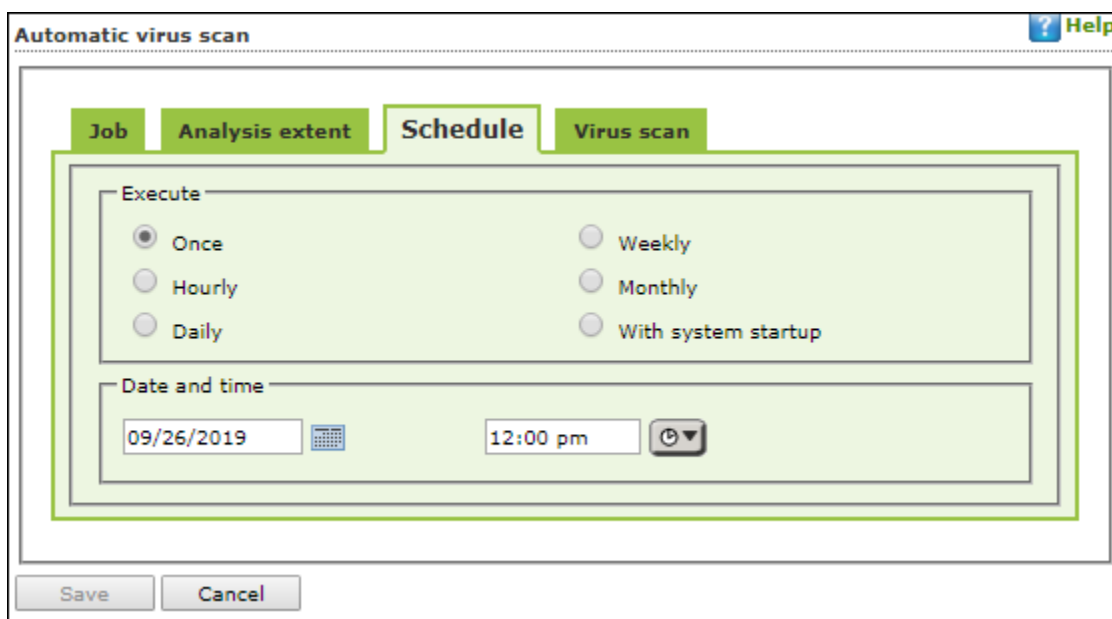 Automatic virus scan
? Help
Job Analysis extent Schedule Virus scan
Execute
Once Weekly
Hourly Monthly
Daily With system startup
Date and time
09/26/2019 12:00 pm
Save Cancel